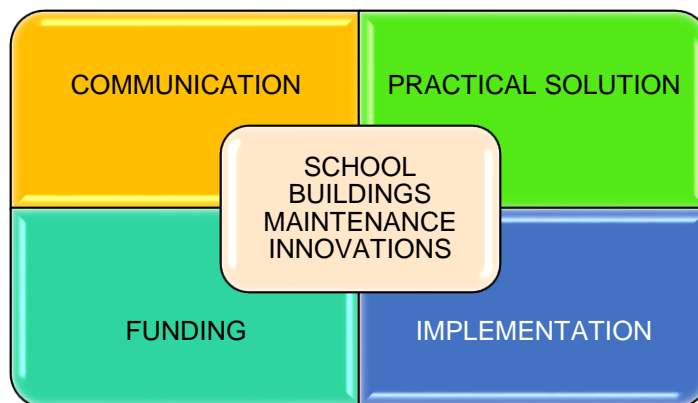 COMMUNICATION
PRACTICAL SOLUTION
SCHOOL
BUILDINGS
MAINTENANCE
INNOVATIONS
FUNDING
IMPLEMENTATION